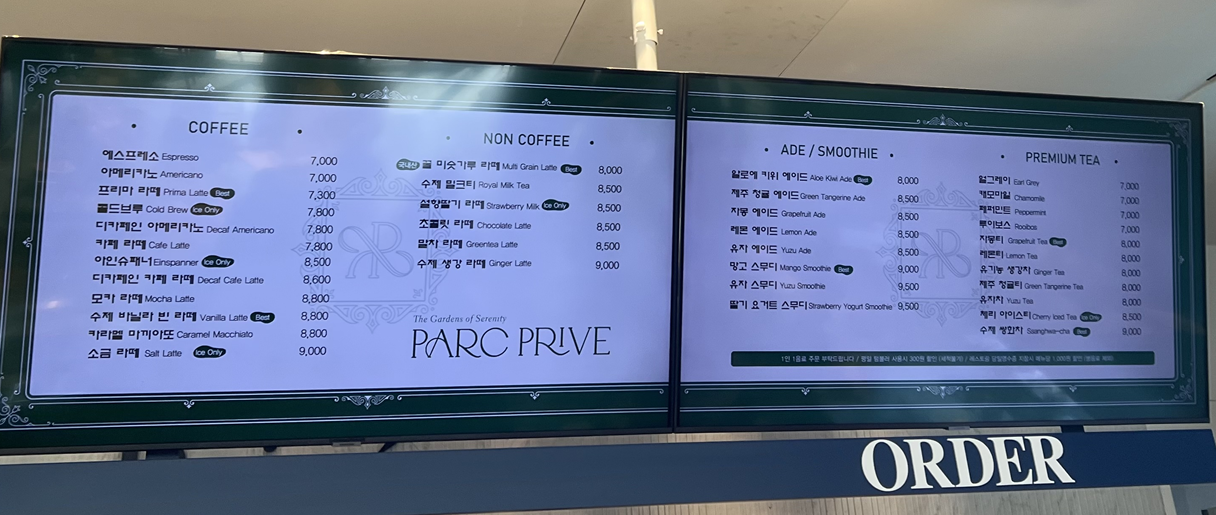 COFFEE
에스프레소 Espresso 7,000
아메리카노 Americano 7,000
프리마 라떼 Prima Latte Best 7,300
콜드브루 Cold Brew Ice Only 7,800
디카페인 아메리카노 Decaf Americano 7,800
카페 라떼 Cafe Latte 7,800
아인슈패너 Einspanner Ice Only 8,500
디카페인 카페 라떼 Decaf Cafe Latte 8,600
모카 라떼 Mocha Latte 8,800
수제 바닐라 빈 라떼 Vanilla Latte Best 8,800
카라멜 마끼아또 Caramel Macchiato 8,800
소금 라떼 Salt Latte Ice Only 9,000
NON COFFEE
국내산 꿀 미숫가루 라떼 Multi Grain Latte Best 8,000
수제 밀크티 Royal Milk Tea 8,500
설향딸기 라떼 Strawberry Milk Ice Only 8,500
초콜릿 라떼 Chocolate Latte 8,500
말차 라떼 Greentea Latte 8,500
수제 생강 라떼 Ginger Latte 9,000
The Gardens of Serenity
PARC PRIVE
ADE / SMOOTHIE
알로에 키위 에이드 Aloe Kiwi Ade Best 8,000
제주 청귤 에이드 Green Tangerine Ade 8,500
자몽 에이드 Grapefruit Ade 8,500
레몬 에이드 Lemon Ade 8,500
유자 에이드 Yuzu Ade 8,500
망고 스무디 Mango Smoothie Best 9,000
유자 스무디 Yuzu Smoothie 9,500
딸기 요거트 스무디 Strawberry Yogurt Smoothie 9,500
PREMIUM TEA
얼그레이 Earl Grey 7,000
캐모마일 Chamomile 7,000
페퍼민트 Peppermint 7,000
루이보스 Rooibos 7,000
자몽티 Grapefruit Tea Best 8,000
레몬티 Lemon Tea 8,000
유기농 생강차 Ginger Tea 8,000
제주 청귤티 Green Tangerine Tea 8,000
유자차 Yuzu Tea 8,000
체리 아이스티 Cherry Iced Tea Ice Only 8,500
수제 쌍화차 Ssanghwa-cha Best 9,000
1인 1음료 주문 부탁드립니다 / 평일 텀블러 사용시 300원 할인
ORDER